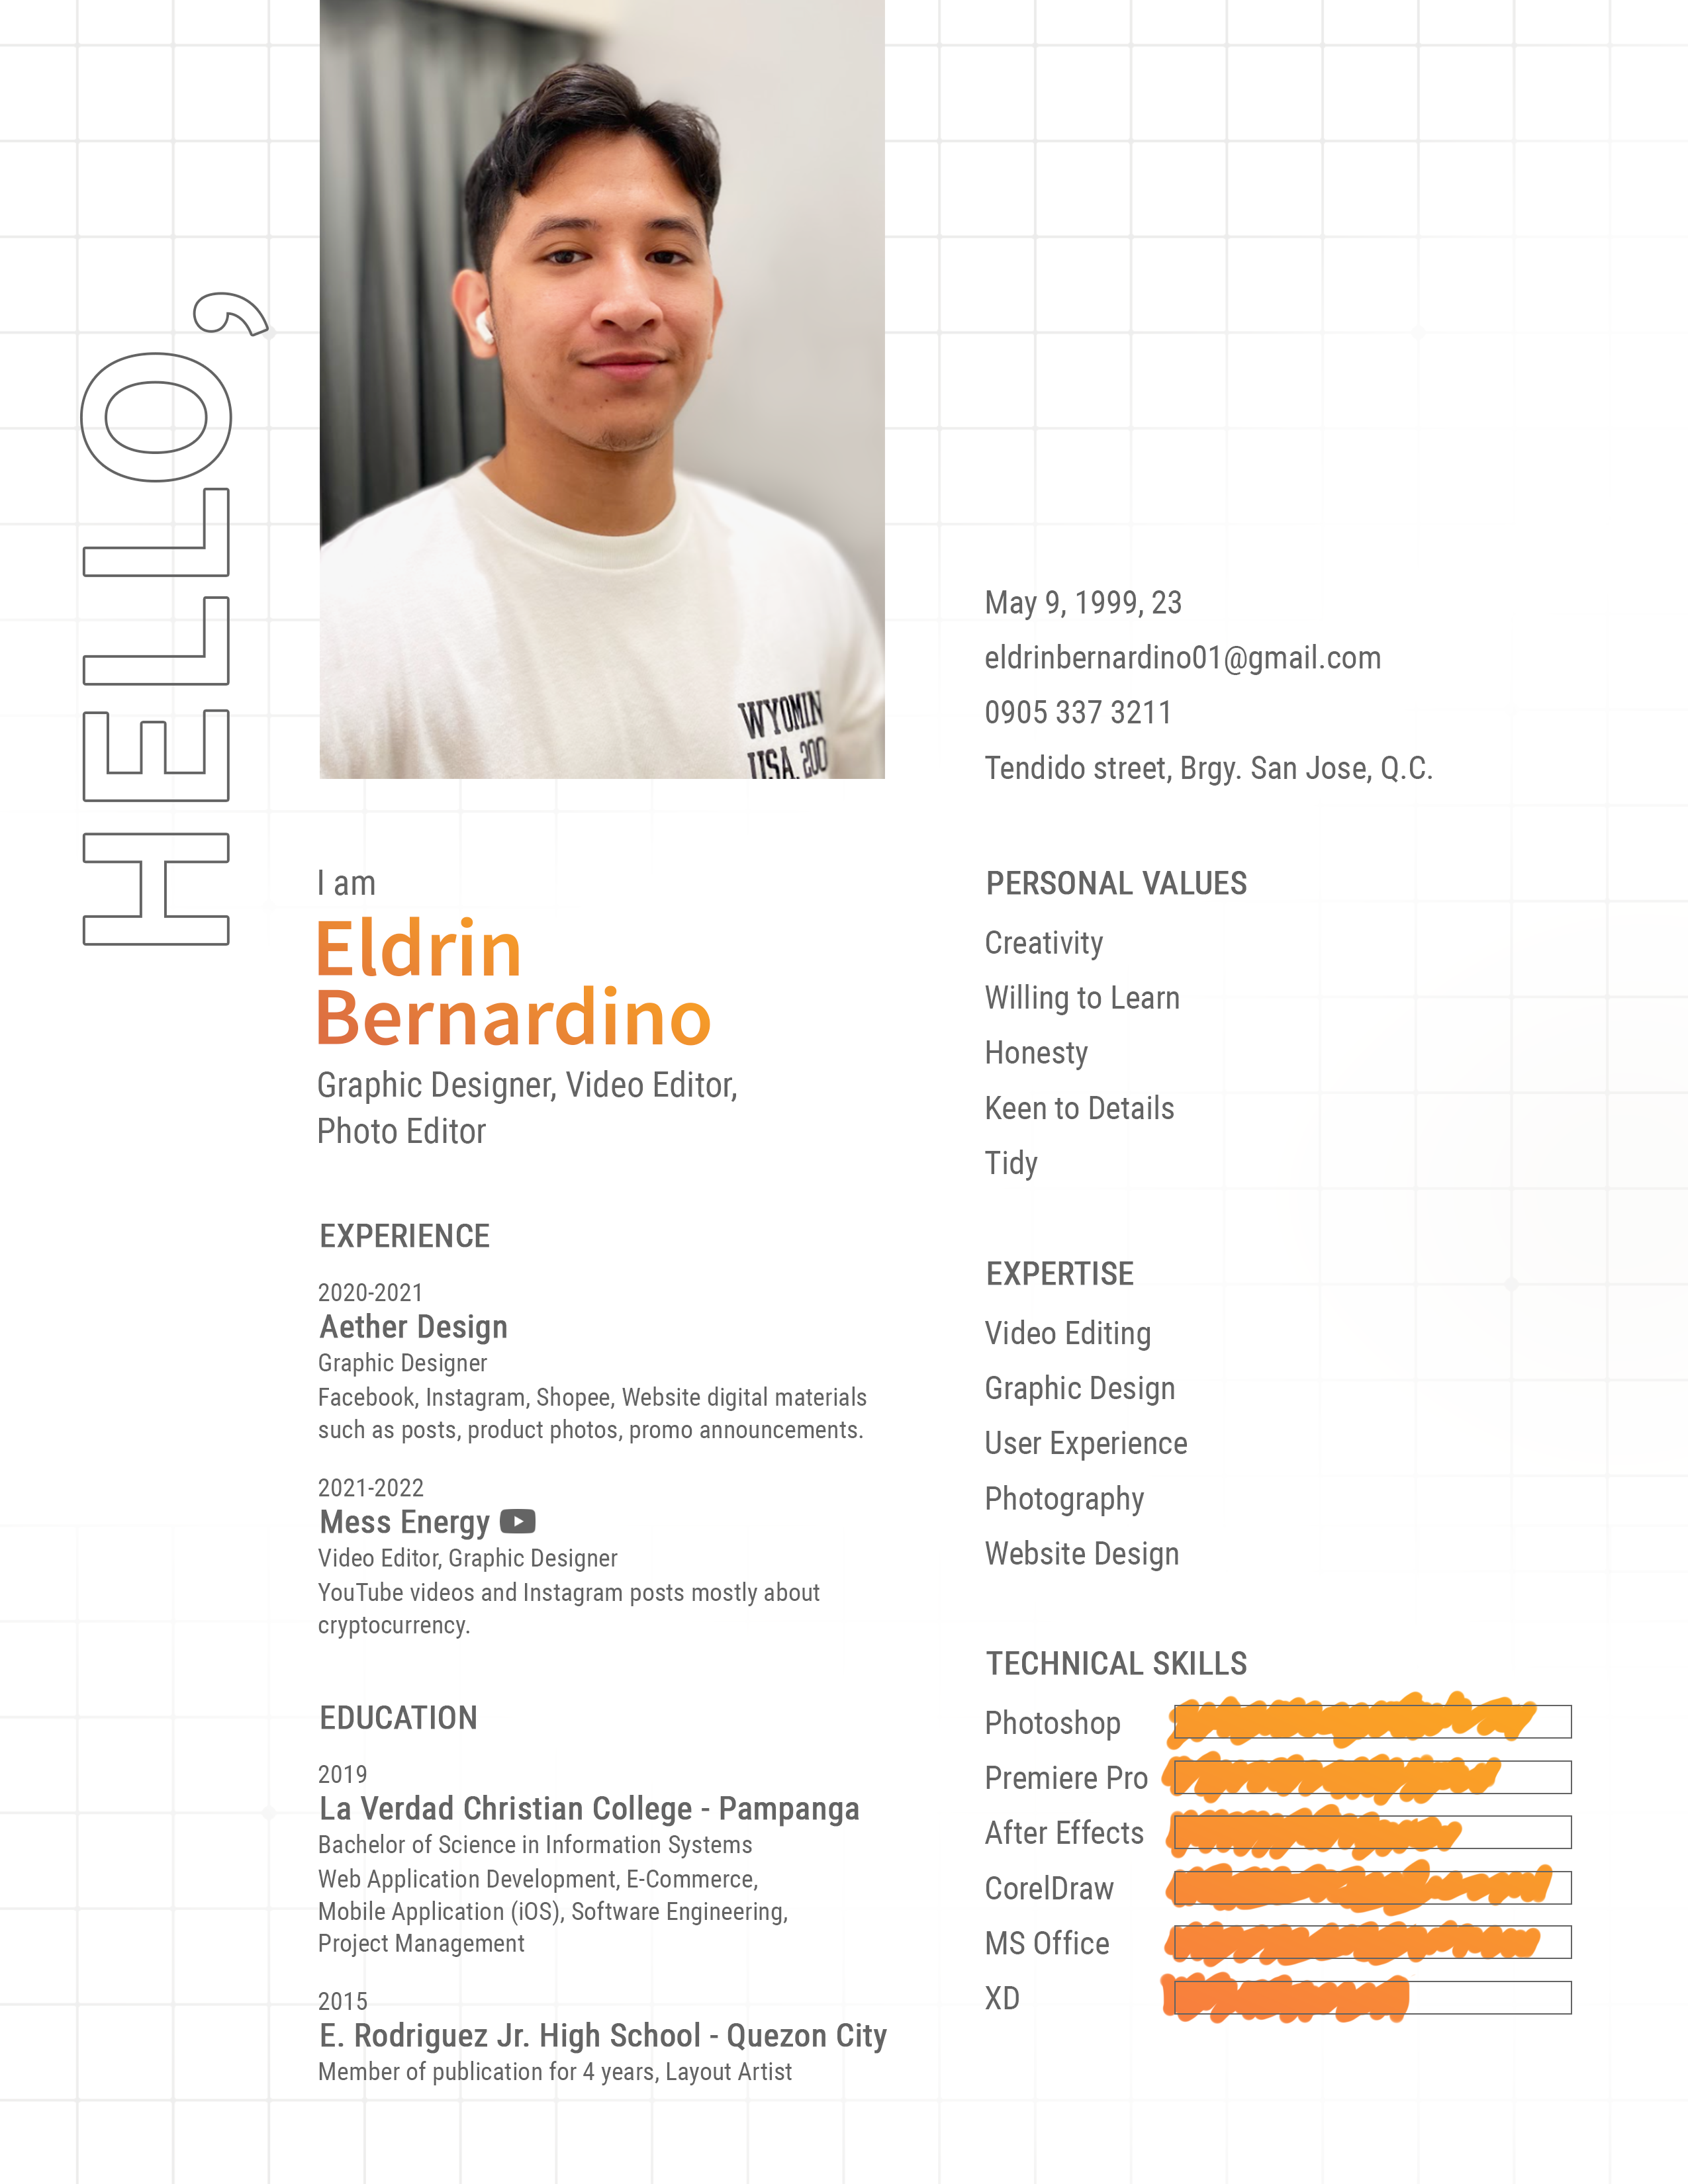 HELLO,
WYOMIN
USA, 200
May 9, 1999, 23
eldrinbernardino01@gmail.com
0905 337 3211
Tendido street, Brgy. San Jose, Q.C.
I am
Eldrin
Bernardino
Graphic Designer, Video Editor,
Photo Editor
EXPERIENCE
2020-2021
Aether Design
Graphic Designer
Facebook, Instagram, Shopee, Website digital materials
such as posts, product photos, promo announcements.
2021-2022
Mess Energy
Video Editor, Graphic Designer
YouTube videos and Instagram posts mostly about
cryptocurrency.
EDUCATION
2019
La Verdad Christian College - Pampanga
Bachelor of Science in Information Systems
Web Application Development, E-Commerce,
Mobile Application (iOS), Software Engineering,
Project Management
2015
E. Rodriguez Jr. High School - Quezon City
Member of publication for 4 years, Layout Artist
PERSONAL VALUES
Creativity
Willing to Learn
Honesty
Keen to Details
Tidy
EXPERTISE
Video Editing
Graphic Design
User Experience
Photography
Website Design
TECHNICAL SKILLS
Photoshop
Premiere Pro
After Effects
CorelDraw
MS Office
XD